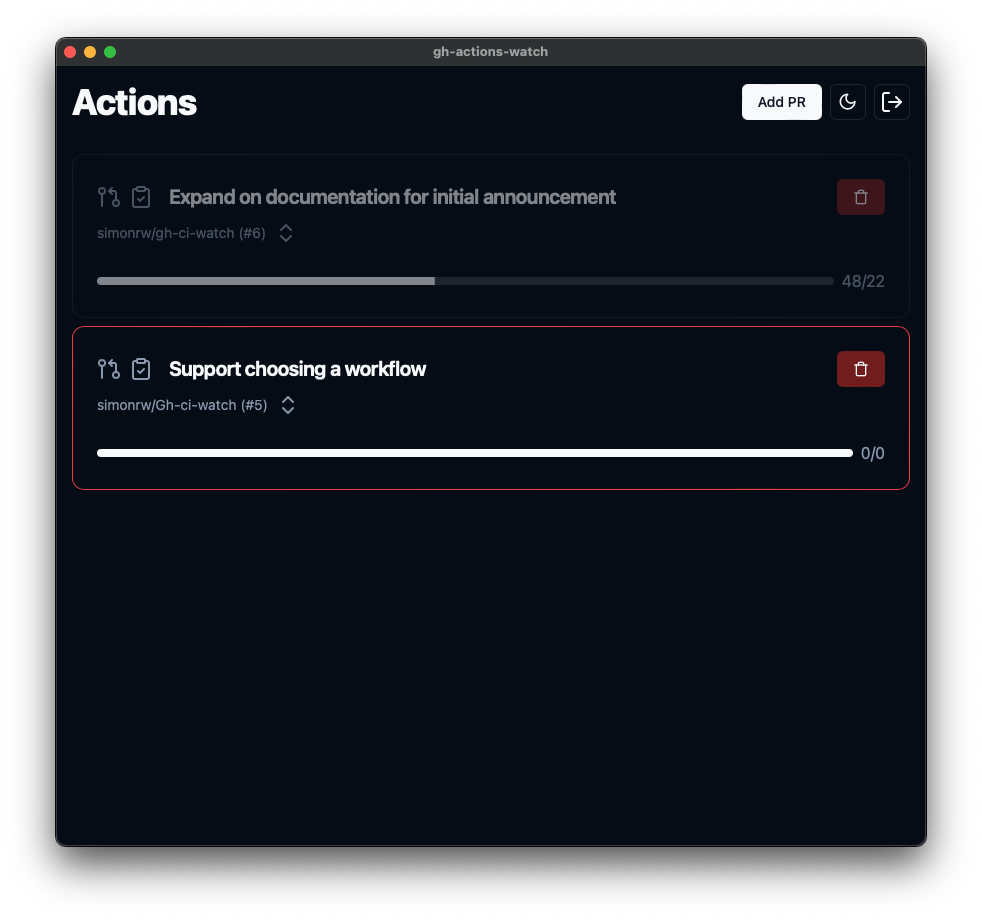 gh-actions-watch
Actions
Add PR
Expand on documentation for initial announcement
simonrw/gh-ci-watch (#6)
48/22
Support choosing a workflow
simonrw/Gh-ci-watch (#5)
0/0